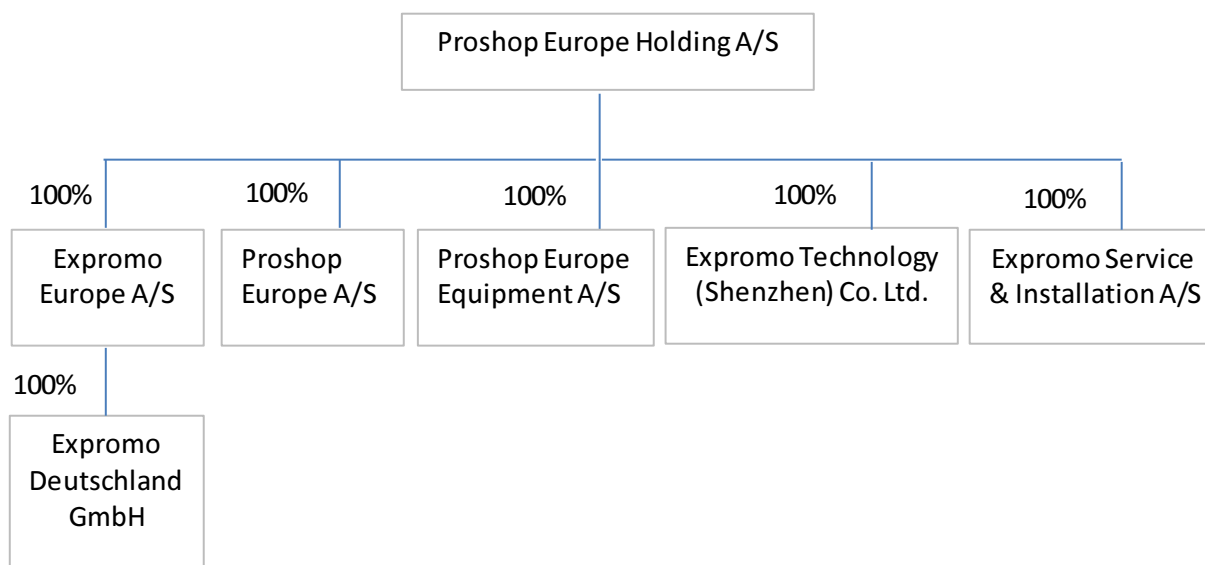 Proshop Europe Holding A/S
100%
100%
100%
100%
100%
Expromo
Europe A/S
Proshop
Europe A/S
Proshop Europe
Equipment A/S
Expromo Technology
(Shenzhen) Co. Ltd.
Expromo Service
& Installation A/S
100%
Expromo
Deutschland
GmbH